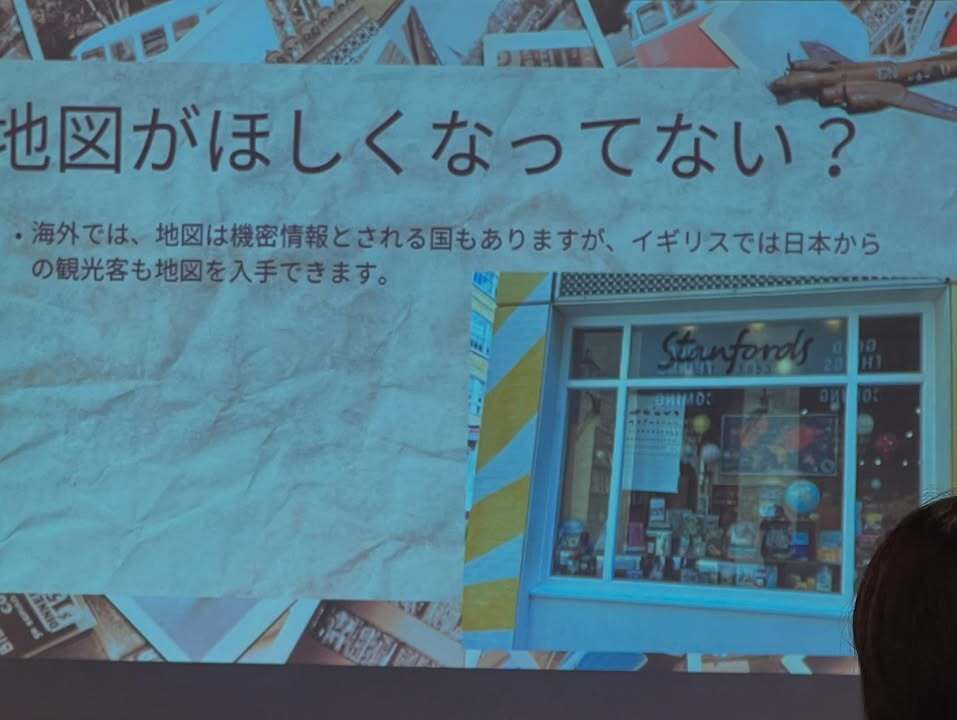 地図がほしくなってない？
・海外では、地図は機密情報とされる国もありますが、イギリスでは日本から
の観光客も地図を入手できます。
Stanfords